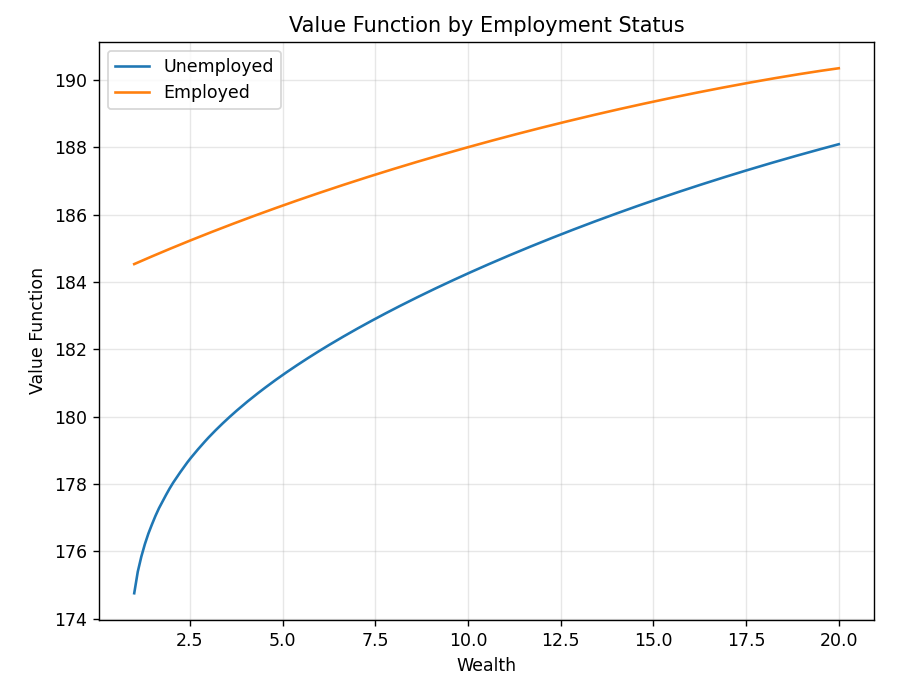 Value Function by Employment Status
Unemployed
Employed
Value Function
190
188
186
184
182
180
178
176
174
2.5 5.0 7.5 10.0 12.5 15.0 17.5 20.0
Wealth